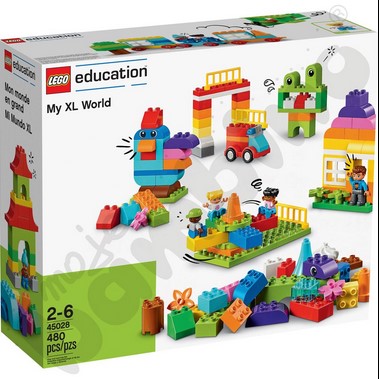 LEGO education
My XL World
Mon monde
en grand
Mi Mundo XL
2-6
45028
480
pcs/pzs